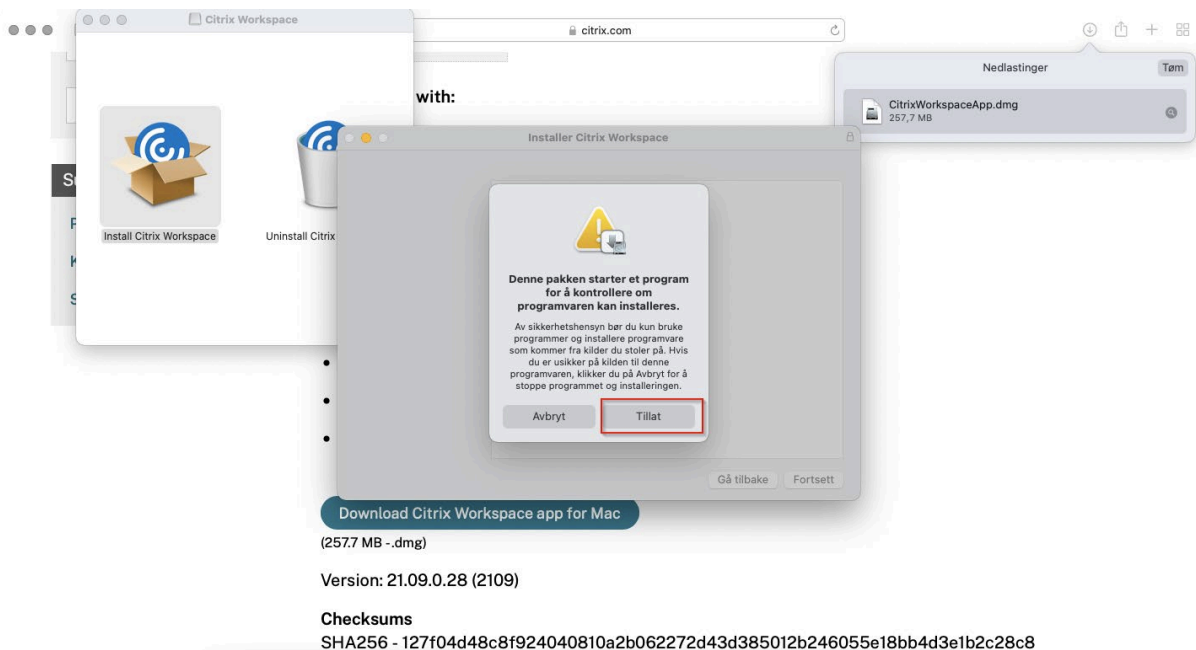 Citrix Workspace
citrix.com
Nedlastinger
Tøm
CitrixWorkspaceApp.dmg
257,7 MB
with:
Install Citrix Workspace
Uninstall Citrix
Installer Citrix Workspace
Denne pakken starter et program
for å kontrollere om
programvaren kan installeres.
Av sikkerhetshensyn bør du kun bruke
programmer og installere programvare
som kommer fra kilder du stoler på. Hvis
du er usikker på kilden til denne
programvaren, klikker du på Avbryt for å
stoppe programmet og installeringen.
Avbryt
Tillat
Gå tilbake
Fortsett
Download Citrix Workspace app for Mac
(257.7 MB - .dmg)
Version: 21.09.0.28 (2109)
Checksums
SHA256 - 127f04d48c8f924040810a2b062272d43d385012b246055e18bb4d3e1b2c28c8